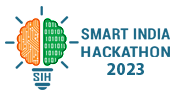 SIH
SMART INDIA
HACKATHON
2023